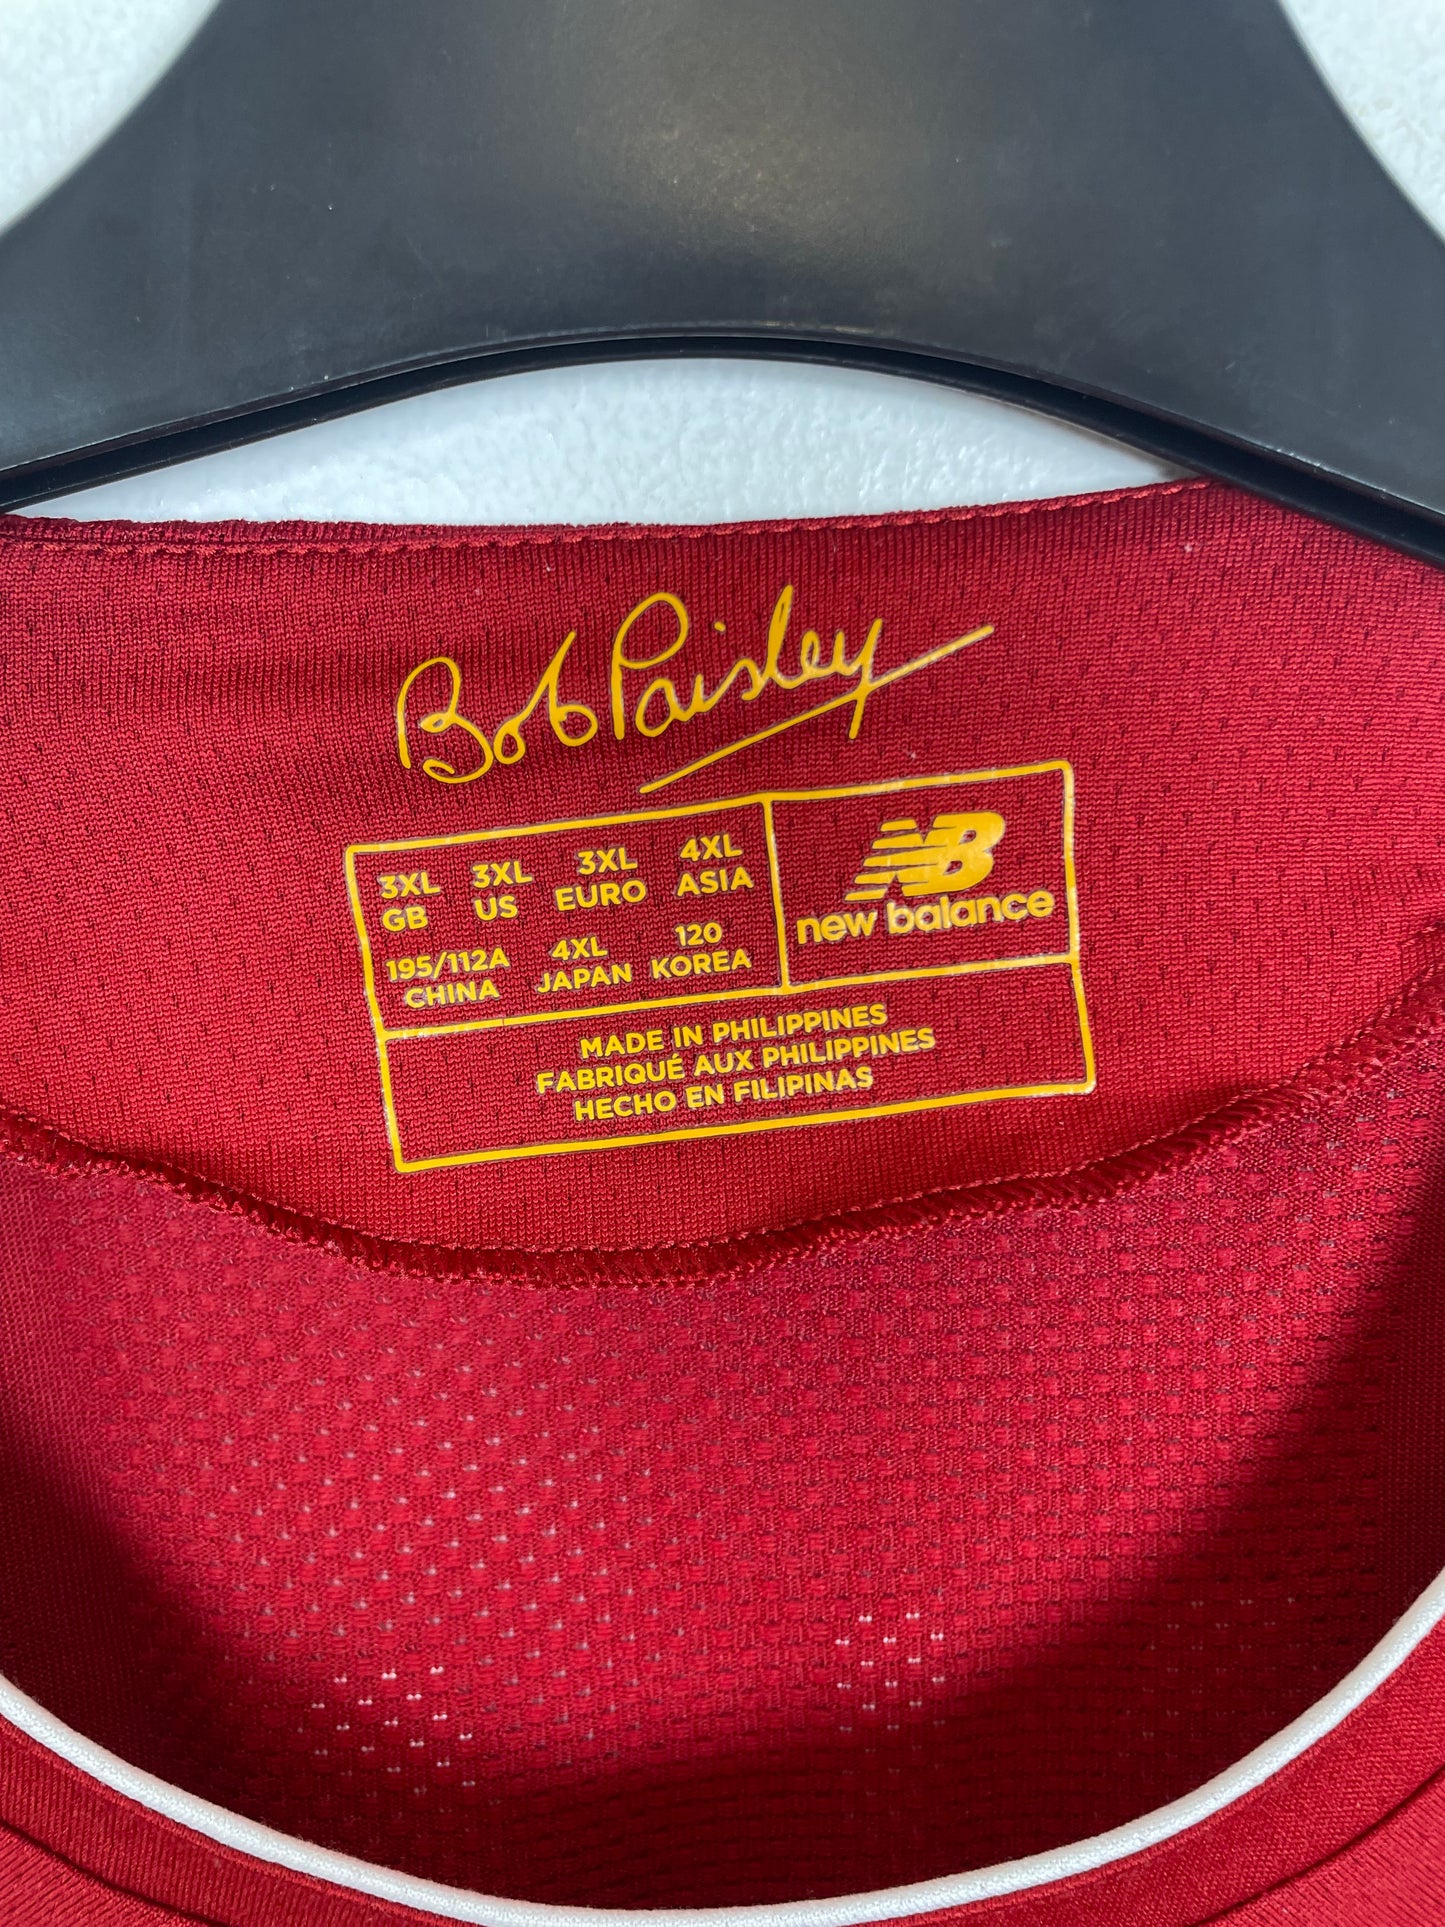 Bob Paisley
3XL 3XL 3XL 4XL
GB US EURO ASIA
195/112A 4XL 120
CHINA JAPAN KOREA
NB
new balance
MADE IN PHILIPPINES
FABRIQUÉ AUX PHILIPPINES
HECHO EN FILIPINAS